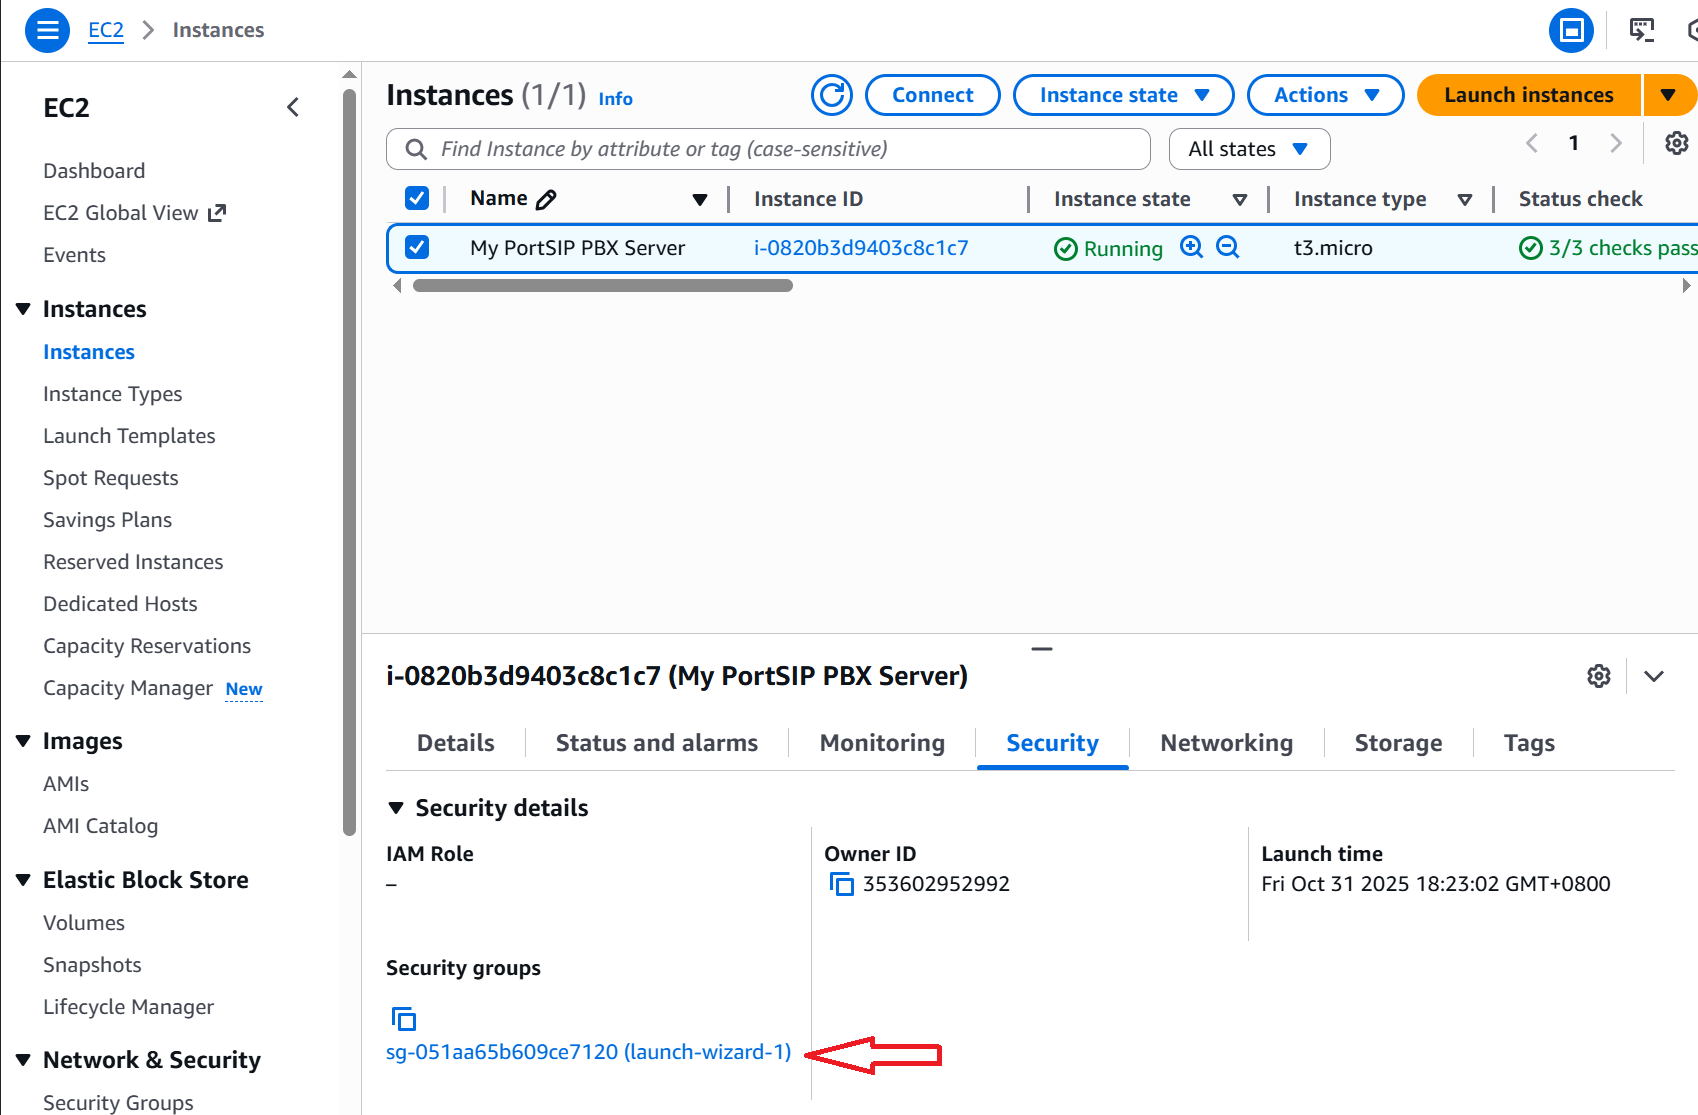 EC2 > Instances
EC2
Dashboard
EC2 Global View
Events
Instances
Instances
Instance Types
Launch Templates
Spot Requests
Savings Plans
Reserved Instances
Dedicated Hosts
Capacity Reservations
Capacity Manager New
Images
AMIs
AMI Catalog
Elastic Block Store
Volumes
Snapshots
Lifecycle Manager
Network & Security
Security Groups
Instances (1/1) Info
Connect
Instance state
Actions
Launch instances
Find Instance by attribute or tag (case-sensitive)
All states
1
Name Instance ID Instance state Instance type Status check
My PortSIP PBX Server i-0820b3d9403c8c1c7 Running t3.micro 3/3 checks pass
i-0820b3d9403c8c1c7 (My PortSIP PBX Server)
Details Status and alarms Monitoring Security Networking Storage Tags
Security details
IAM Role
–
Owner ID
353602952992
Launch time
Fri Oct 31 2025 18:23:02 GMT+0800
Security groups
sg-051aa65b609ce7120 (launch-wizard-1)